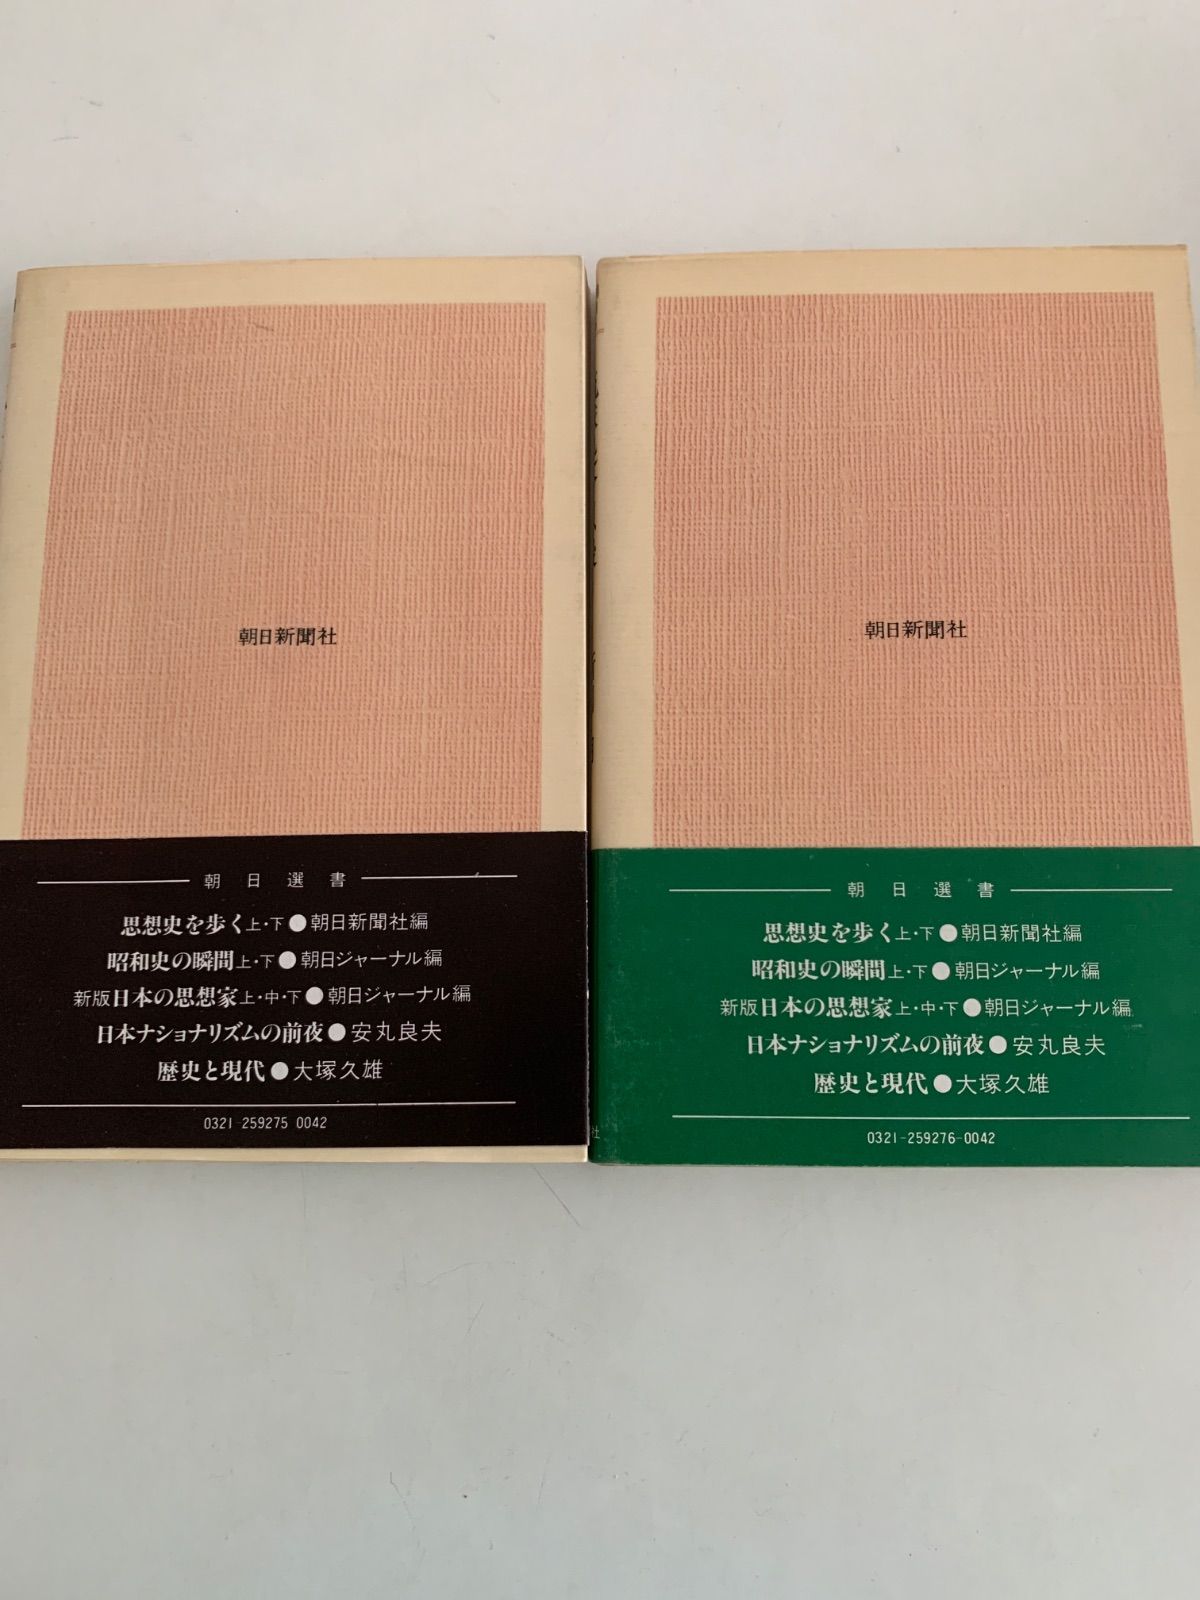 朝日新聞社
朝日選書
思想史を歩く上・下●朝日新聞社編
昭和史の瞬間上・下●朝日ジャーナル編
新版日本の思想家上・中・下●朝日ジャーナル編
日本ナショナリズムの前夜●安丸良夫
歴史と現代●大塚久雄
0321 259275 0042
朝日新聞社
朝日選書
思想史を歩く上・下●朝日新聞社編
昭和史の瞬間上・下●朝日ジャーナル編
新版日本の思想家上・中・下●朝日ジャーナル編
日本ナショナリズムの前夜●安丸良夫
歴史と現代●大塚久雄
0321-259276-0042
社